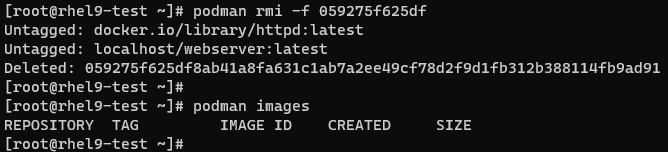 [root@rhel9-test ~]# podman rmi -f 059275f625df
Untagged: docker.io/library/httpd:latest
Untagged: localhost/webserver:latest
Deleted: 059275f625df8ab41a8fa631c1ab7a2ee49cf78d2f9d1fb312b388114fb9ad91
[root@rhel9-test ~]#
[root@rhel9-test ~]# podman images
REPOSITORY  TAG         IMAGE ID    CREATED     SIZE
[root@rhel9-test ~]#